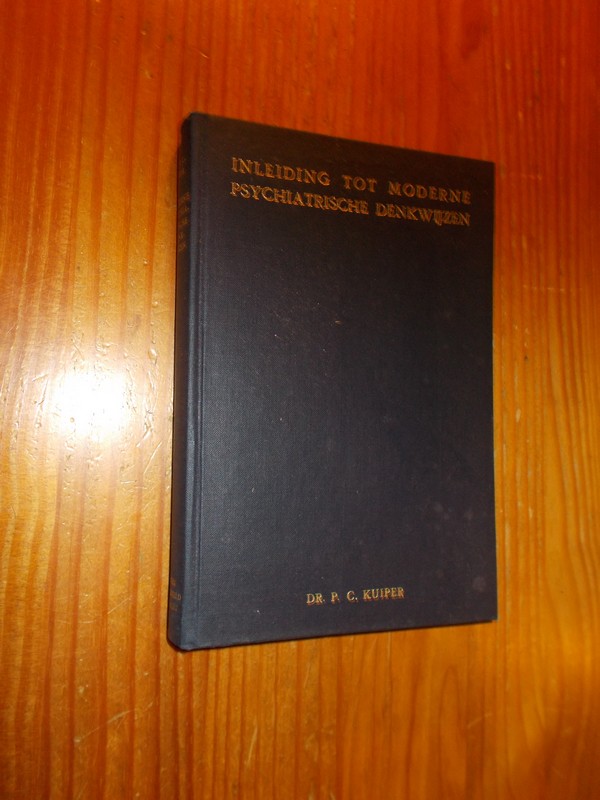 INLEIDING TOT MODERNE
PSYCHIATRISCHE DENKWIJZEN
DR. P. C. KUIPER